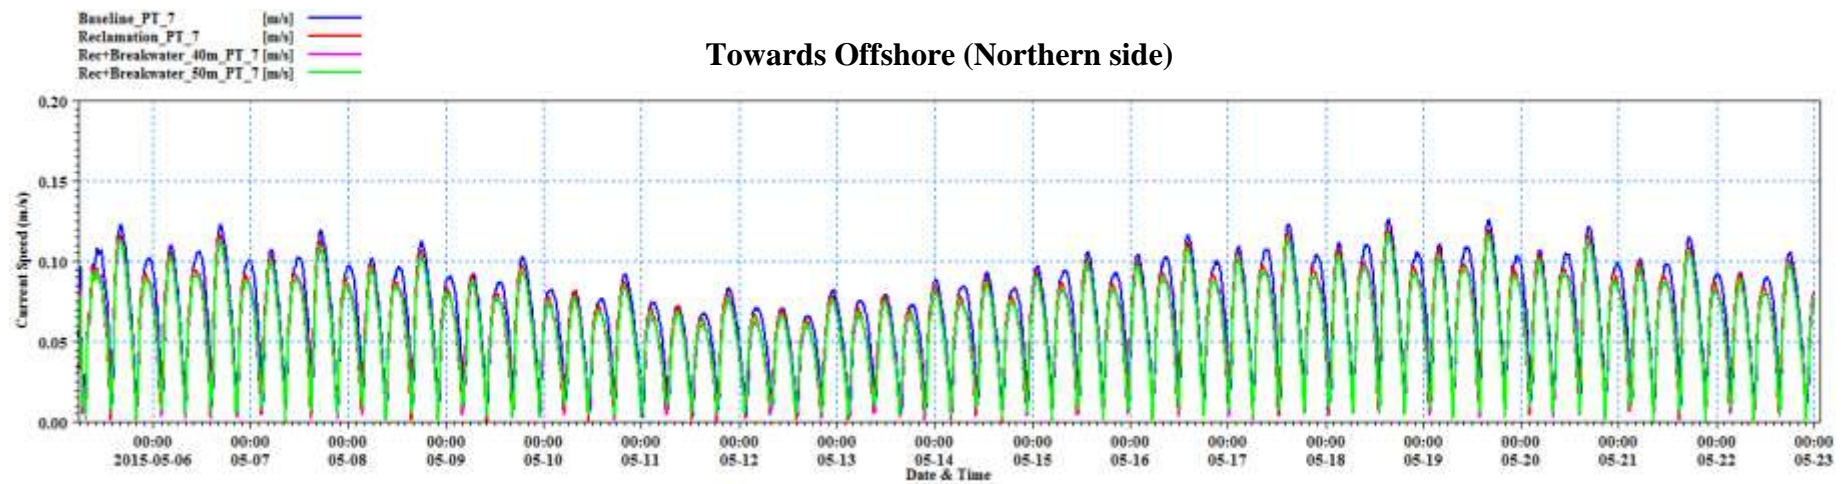 Baseline_PT_7 [m/s]
Reclamation_PT_7 [m/s]
Rec+Breakwater_40m_PT_7 [m/s]
Rec+Breakwater_50m_PT_7 [m/s]
Towards Offshore (Northern side)
0.20
0.15
0.10
0.05
0.00
Current Speed (m/s)
00:00 00:00 00:00 00:00 00:00 00:00 00:00 00:00 00:00 00:00 00:00 00:00 00:00 00:00 00:00 00:00 00:00 00:00
2015-05-06 05-07 05-08 05-09 05-10 05-11 05-12 05-13 05-14 05-15 05-16 05-17 05-18 05-19 05-20 05-21 05-22 05-23
Date & Time